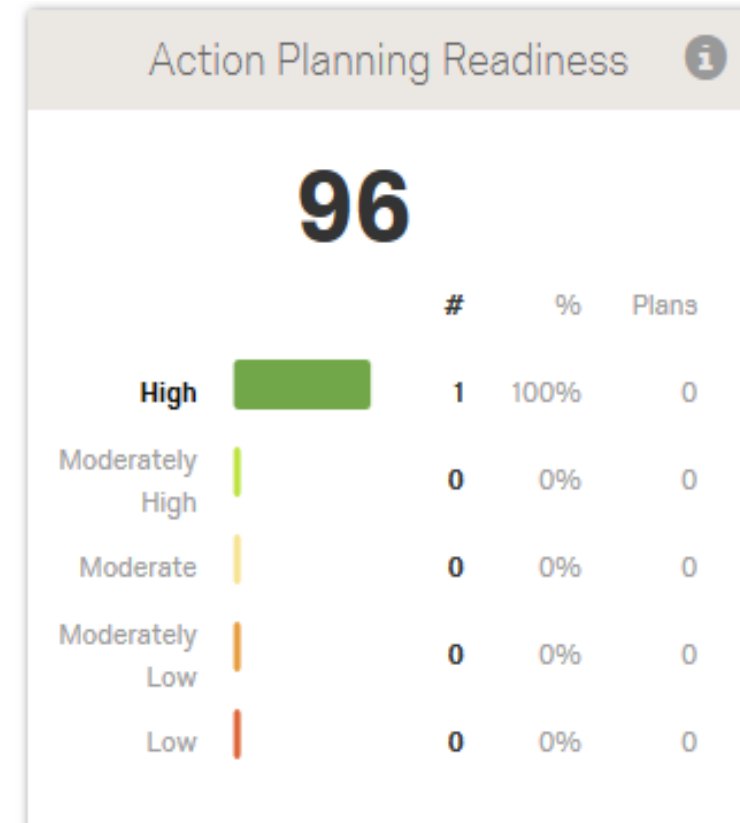 Action Planning Readiness i
96
# % Plans
High 1 100% 0
Moderately
High 0 0% 0
Moderate 0 0% 0
Moderately
Low 0 0% 0
Low 0 0% 0